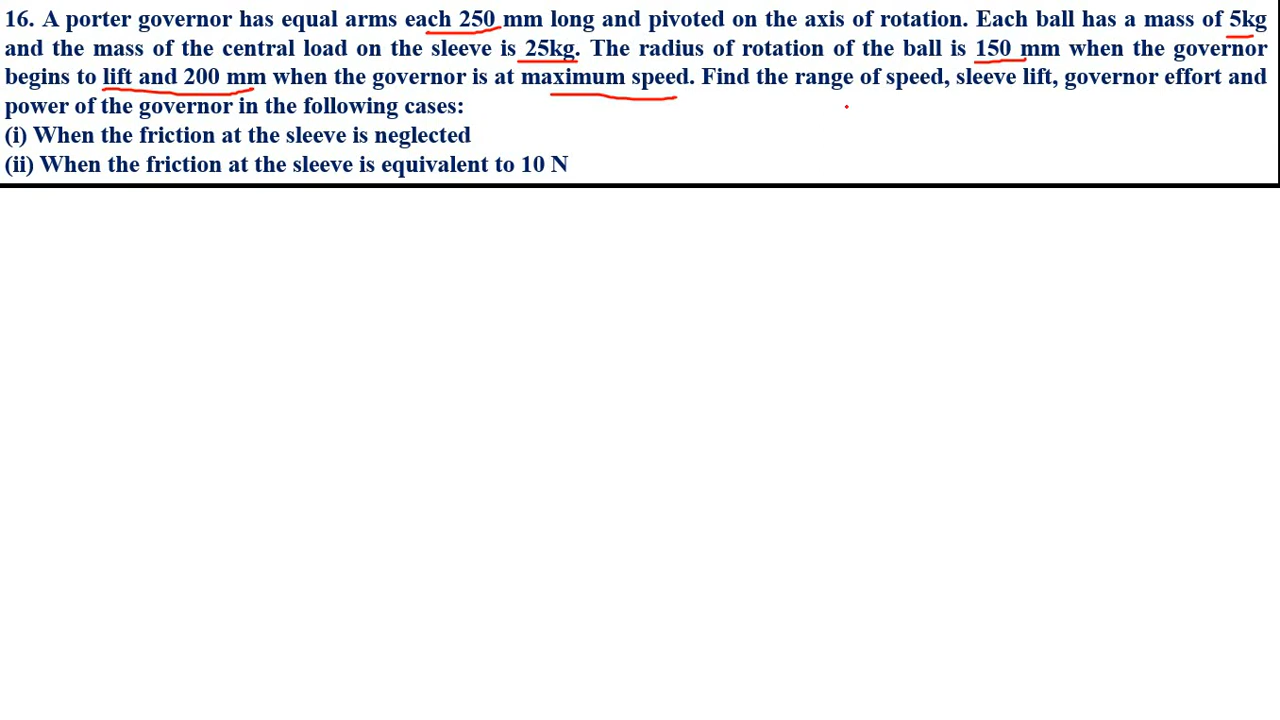 16. A porter governor has equal arms each 250 mm long and pivoted on the axis of rotation. Each ball has a mass of 5kg
and the mass of the central load on the sleeve is 25kg. The radius of rotation of the ball is 150 mm when the governor
begins to lift and 200 mm when the governor is at maximum speed. Find the range of speed, sleeve lift, governor effort and
power of the governor in the following cases:
(i) When the friction at the sleeve is neglected
(ii) When the friction at the sleeve is equivalent to 10 N